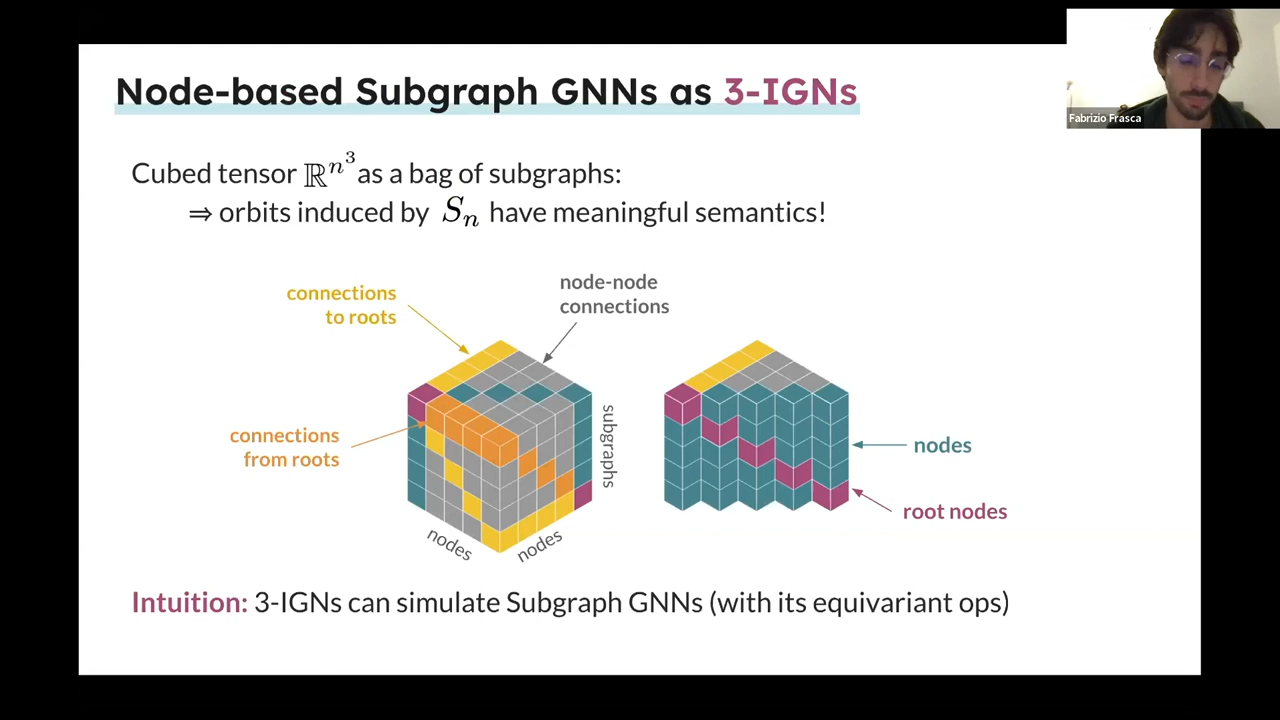 Node-based Subgraph GNNs as 3-IGNs
Fabrizio Frasca
Cubed tensor ℝⁿ³ as a bag of subgraphs:
⇒ orbits induced by Sₙ have meaningful semantics!
connections
to roots
node-node
connections
connections
from roots
subgraphs
nodes
nodes
nodes
root nodes
Intuition: 3-IGNs can simulate Subgraph GNNs (with its equivariant ops)